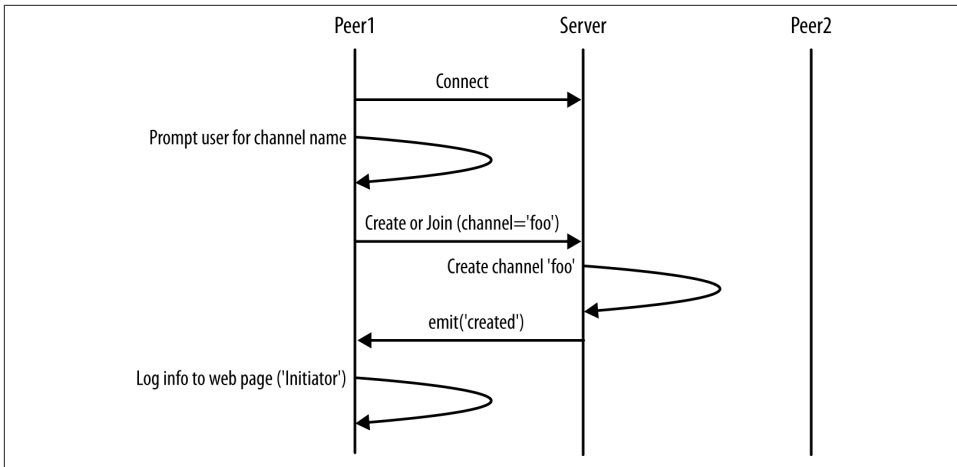 Peer1 Server Peer2
Connect
Prompt user for channel name
Create or Join (channel='foo')
Create channel 'foo'
emit('created')
Log info to web page ('Initiator')